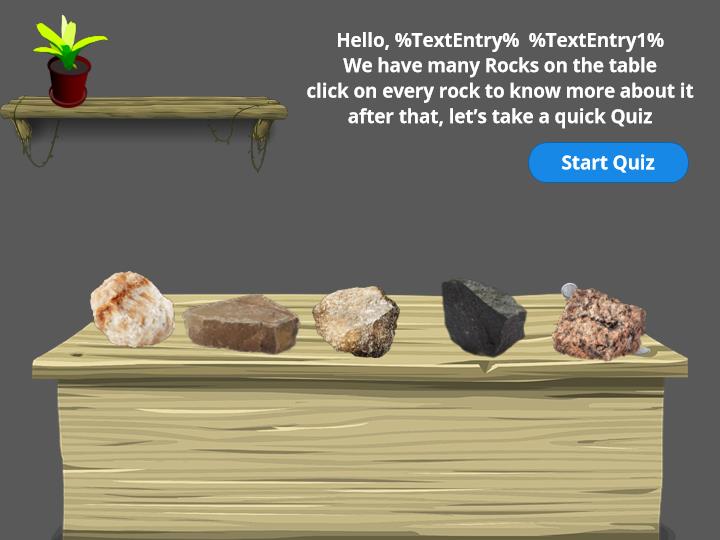 Hello, %TextEntry%  %TextEntry1%
We have many Rocks on the table
click on every rock to know more about it
after that, let’s take a quick Quiz
Start Quiz